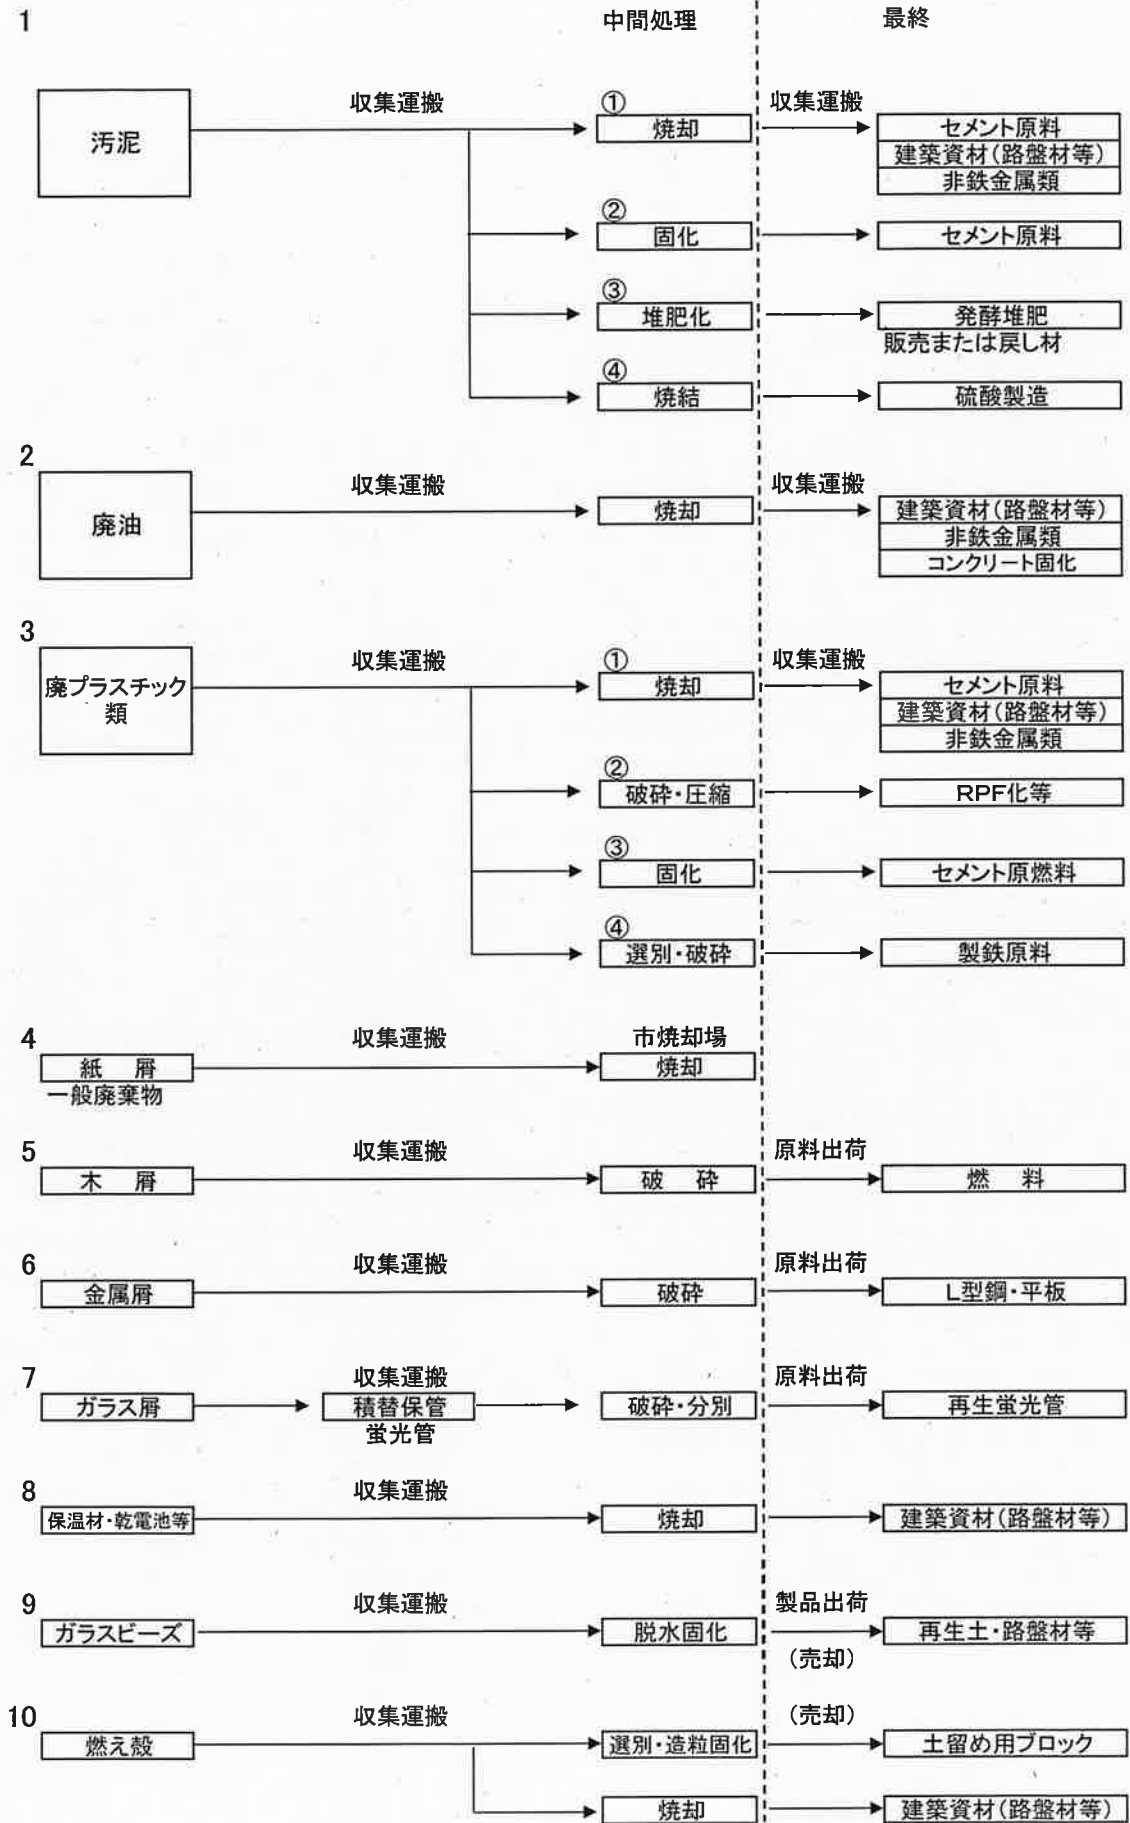 1
中間処理
最終
汚泥
収集運搬
①
焼却
収集運搬
セメント原料
建築資材(路盤材等)
非鉄金属類
②
固化
セメント原料
③
堆肥化
発酵堆肥
販売または戻し材
④
焼結
硫酸製造
2
廃油
収集運搬
焼却
収集運搬
建築資材(路盤材等)
非鉄金属類
コンクリート固化
3
廃プラスチック
類
収集運搬
①
焼却
収集運搬
セメント原料
建築資材(路盤材等)
非鉄金属類
②
破砕・圧縮
RPF化等
③
固化
セメント原燃料
④
選別・破砕
製鉄原料
4
紙 屑
一般廃棄物
収集運搬
市焼却場
焼却
5
木 屑
収集運搬
破 砕
原料出荷
燃 料
6
金属屑
収集運搬
破砕
原料出荷
L型鋼・平板
7
ガラス屑
収集運搬
積替保管
蛍光管
破砕・分別
原料出荷
再生蛍光管
8
保温材・乾電池等
収集運搬
焼却
建築資材(路盤材等)
9
ガラスビーズ
収集運搬
脱水固化
製品出荷
(売却)
再生土・路盤材等
10
燃え殻
収集運搬
選別・造粒固化
(売却)
土留め用ブロック
焼却
建築資材(路盤材等)